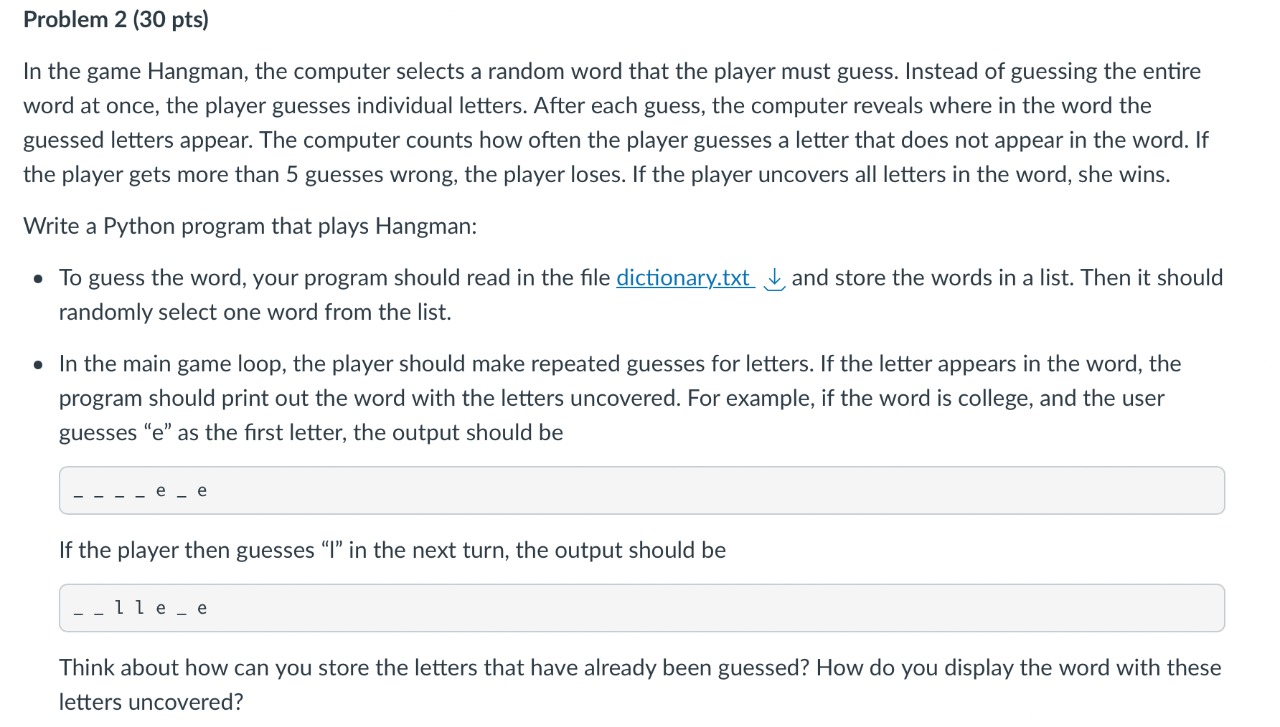 Problem 2 (30 pts)
In the game Hangman, the computer selects a random word that the player must guess. Instead of guessing the entire
word at once, the player guesses individual letters. After each guess, the computer reveals where in the word the
guessed letters appear. The computer counts how often the player guesses a letter that does not appear in the word. If
the player gets more than 5 guesses wrong, the player loses. If the player uncovers all letters in the word, she wins.
Write a Python program that plays Hangman:
• To guess the word, your program should read in the file dictionary.txt ↓ and store the words in a list. Then it should
randomly select one word from the list.
• In the main game loop, the player should make repeated guesses for letters. If the letter appears in the word, the
program should print out the word with the letters uncovered. For example, if the word is college, and the user
guesses “e” as the first letter, the output should be
_ _ _ _ e _ e
If the player then guesses “l” in the next turn, the output should be
_ _ l l e _ e
Think about how can you store the letters that have already been guessed? How do you display the word with these
letters uncovered?